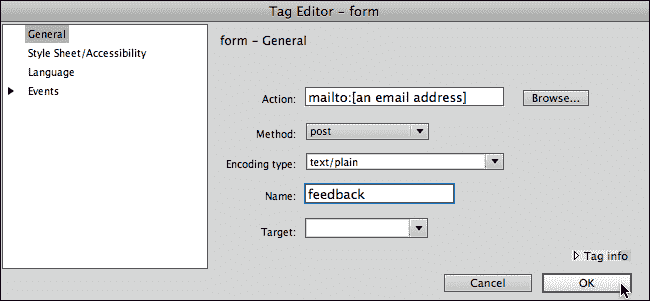 Tag Editor - form
General
Style Sheet/Accessibility
Language
Events
form - General
Action: mailto:[an email address] Browse...
Method: post
Encoding type: text/plain
Name: feedback
Target:
Tag info
Cancel OK